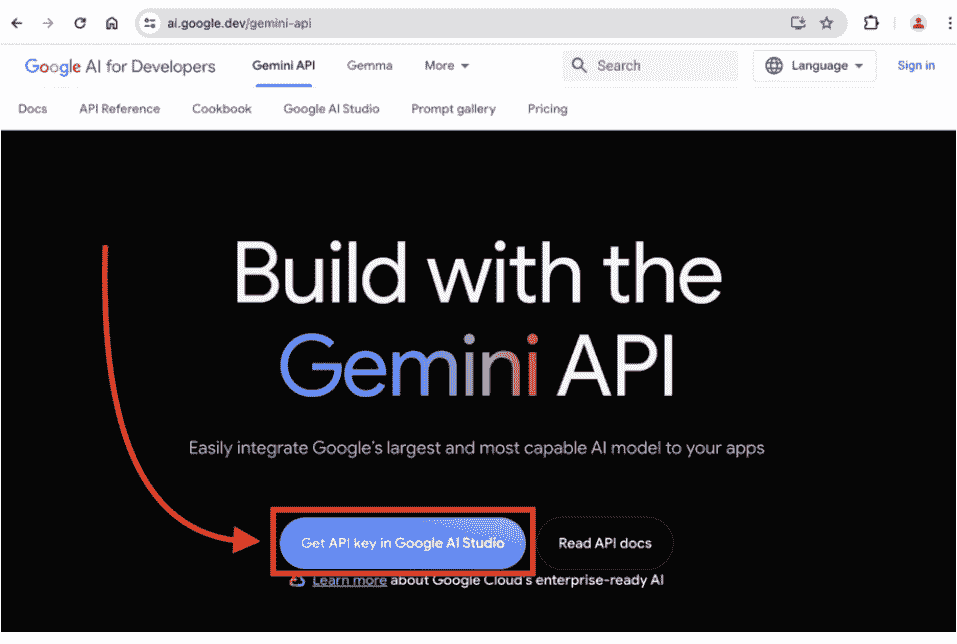 ai.google.dev/gemini-api
Google AI for Developers Gemini API Gemma More Search Language Sign in
Docs API Reference Cookbook Google AI Studio Prompt gallery Pricing
Build with the
Gemini API
Easily integrate Google's largest and most capable AI model to your apps
Get API key in Google AI Studio Read API docs
Learn more about Google Cloud's enterprise-ready AI